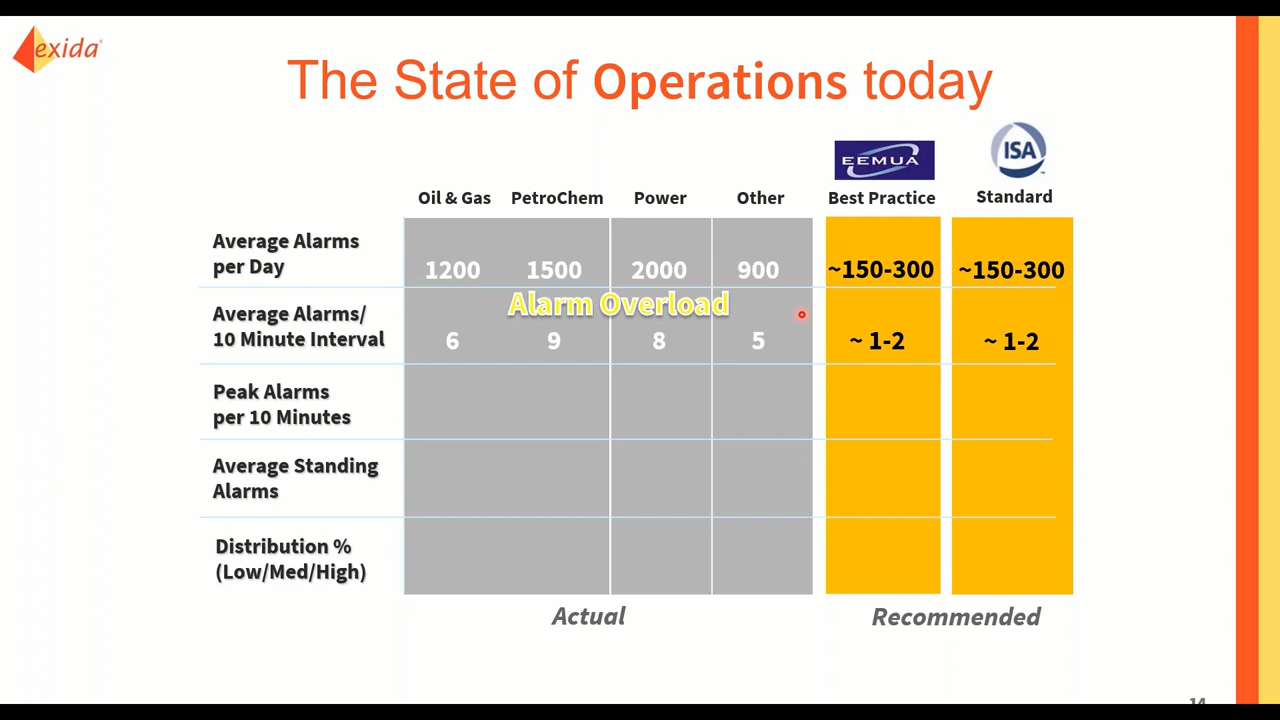 exida
The State of Operations today
EEMUA
ISA
Oil & Gas PetroChem Power Other Best Practice Standard
Average Alarms
per Day
1200 1500 2000 900 ~150-300 ~150-300
Alarm Overload
Average Alarms/
10 Minute Interval
6 9 8 5 ~ 1-2 ~ 1-2
Peak Alarms
per 10 Minutes
Average Standing
Alarms
Distribution %
(Low/Med/High)
Actual Recommended
14